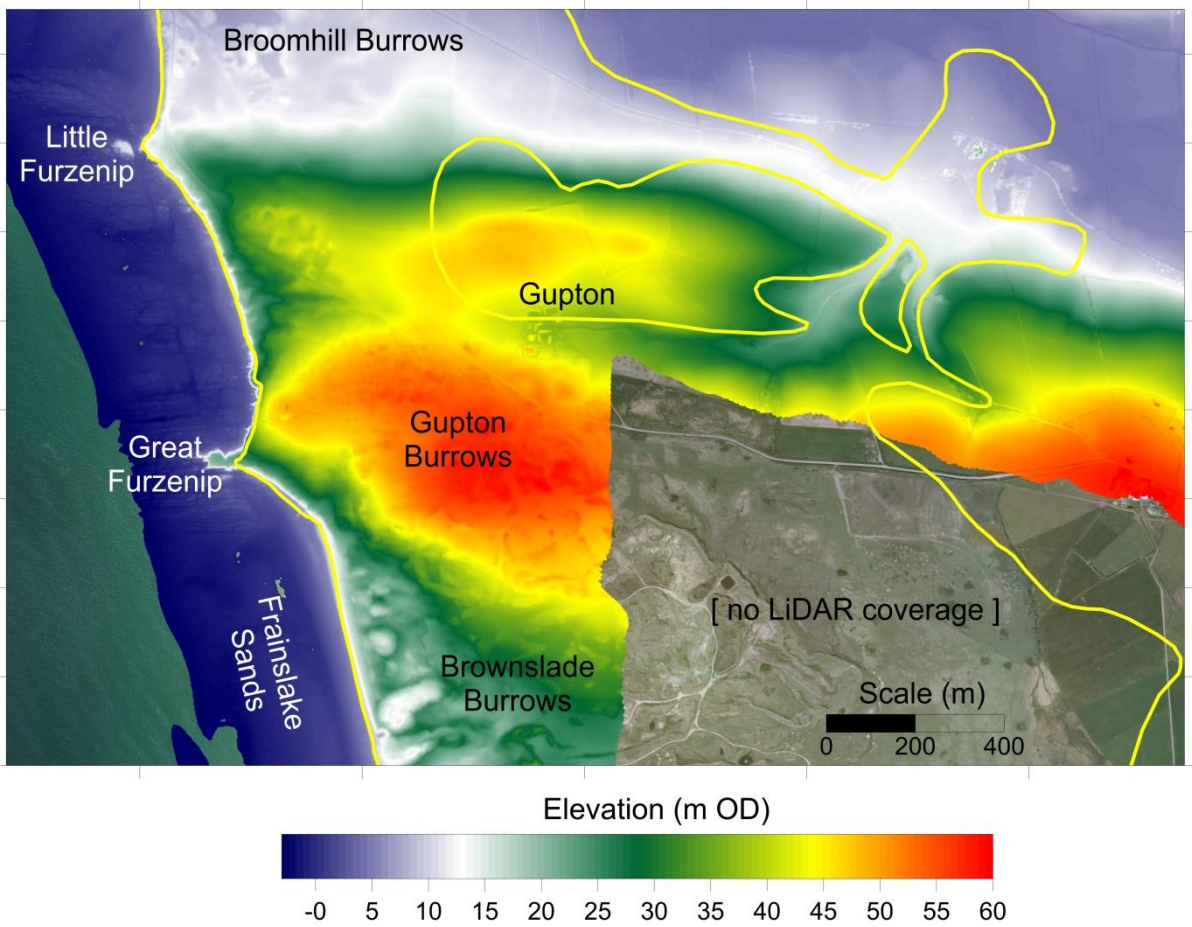 Broomhill Burrows
Little
Furzenip
Gupton
Great
Furzenip
Gupton
Burrows
Frainslake
Sands
[ no LiDAR coverage ]
Brownslade
Burrows
Scale (m)
0 200 400
Elevation (m OD)
-0 5 10 15 20 25 30 35 40 45 50 55 60